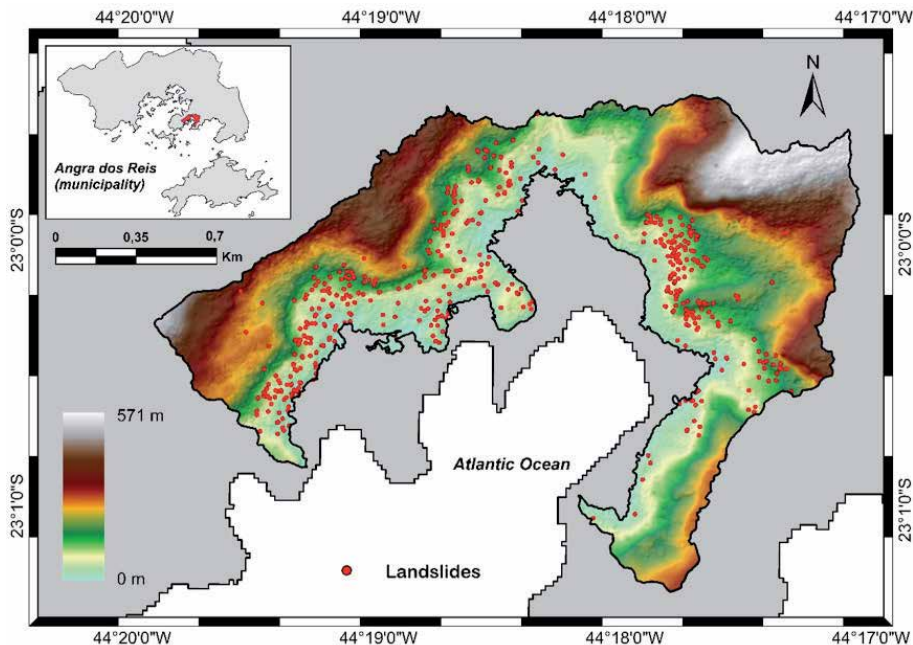 44°20'0"W 44°19'0"W 44°18'0"W 44°17'0"W
N
Angra dos Reis
(municipality)
0 0,35 0,7
Km
23°0'0"S 23°0'0"S
571 m
0 m
Atlantic Ocean
23°1'0"S 23°1'0"S
Landslides
44°20'0"W 44°19'0"W 44°18'0"W 44°17'0"W